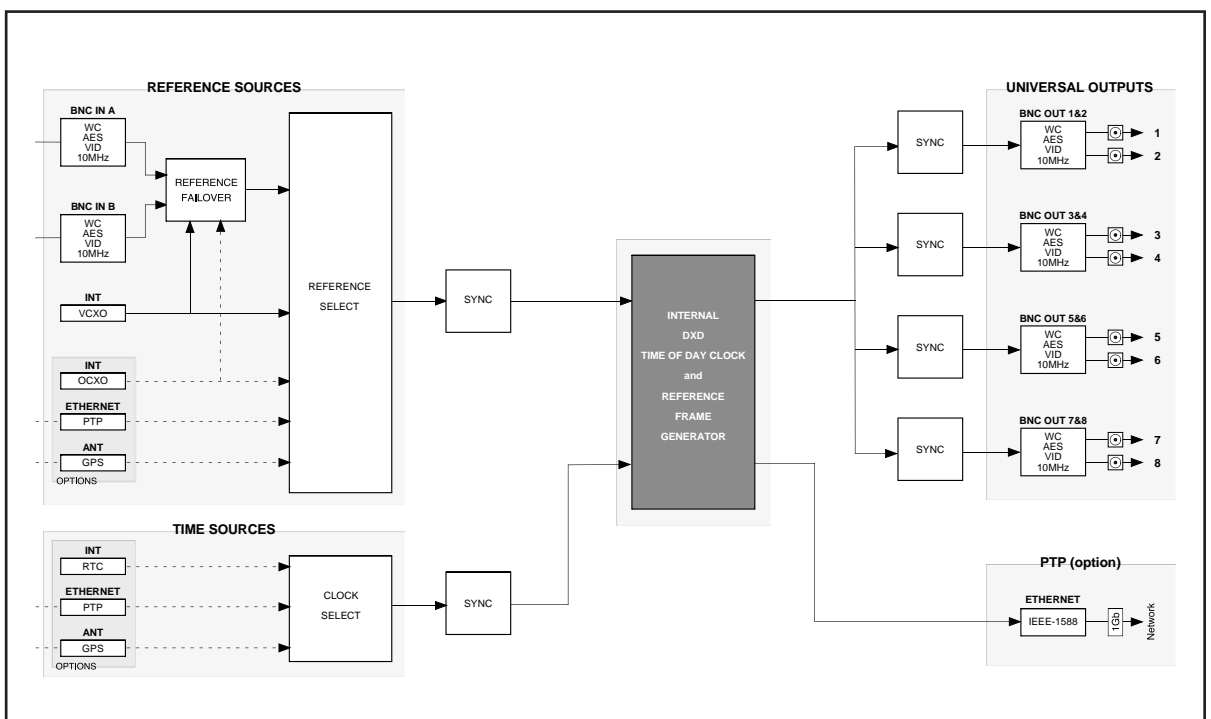 REFERENCE SOURCES
BNC IN A
WC
AES
VID
10MHz
REFERENCE
FAILOVER
BNC IN B
WC
AES
VID
10MHz
INT
VCXO
INT
OCXO
ETHERNET
PTP
ANT
GPS
OPTIONS
REFERENCE
SELECT
SYNC
TIME SOURCES
INT
RTC
ETHERNET
PTP
ANT
GPS
OPTIONS
CLOCK
SELECT
SYNC
INTERNAL
DXD
TIME OF DAY CLOCK
and
REFERENCE
FRAME
GENERATOR
UNIVERSAL OUTPUTS
SYNC
BNC OUT 1&2
WC
AES
VID
10MHz
1
2
SYNC
BNC OUT 3&4
WC
AES
VID
10MHz
3
4
SYNC
BNC OUT 5&6
WC
AES
VID
10MHz
5
6
SYNC
BNC OUT 7&8
WC
AES
VID
10MHz
7
8
PTP (option)
ETHERNET
IEEE-1588
1Gb
Network